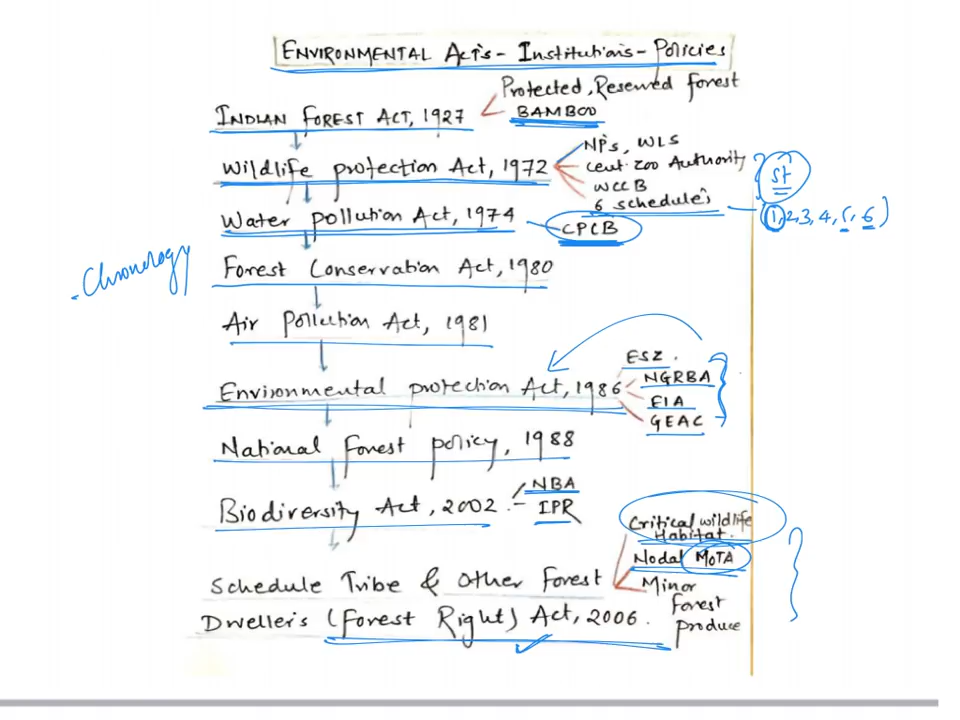 ENVIRONMENTAL Acts - Institutions - Policies
INDIAN FOREST ACT, 1927
Protected, Reserved forest
BAMBOO
Wildlife protection Act, 1972
NPs, WLS
Cent. Zoo Authority
WCCB
6 schedules
St
(1, 2, 3, 4, 5, 6)
Water pollution Act, 1974
CPCB
Chronology
Forest Conservation Act, 1980
Air Pollution Act, 1981
Environmental protection Act, 1986
ESZ.
NGRBA
EIA
GEAC
National Forest policy, 1988
Biodiversity Act, 2002.
NBA
IPR
Schedule Tribe & Other Forest
Dweller's (Forest Right) Act, 2006.
Critical wildlife
Habitat.
Nodal MoTA
Minor
Forest
produce